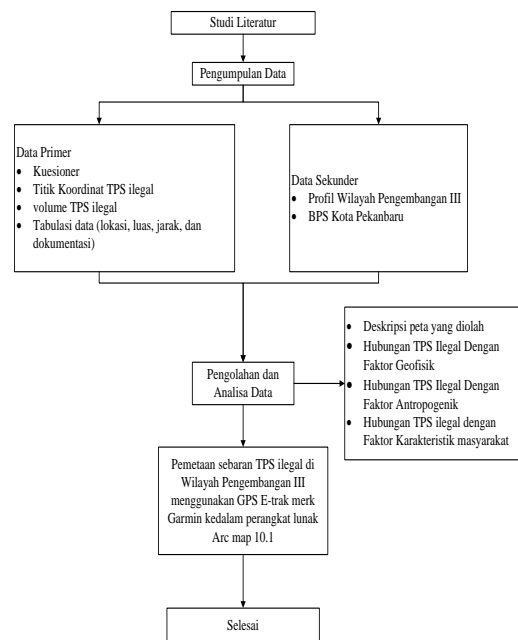 Studi Literatur
Pengumpulan Data
Data Primer
• Kuesioner
• Titik Koordinat TPS ilegal
• volume TPS ilegal
• Tabulasi data (lokasi, luas, jarak, dan
dokumentasi)
Data Sekunder
• Profil Wilayah Pengembangan III
• BPS Kota Pekanbaru
Pengolahan dan
Analisa Data
• Deskripsi peta yang diolah
• Hubungan TPS Ilegal Dengan
Faktor Geofisik
• Hubungan TPS Ilegal Dengan
Faktor Antropogenik
• Hubungan TPS ilegal dengan
Faktor Karakteristik masyarakat
Pemetaan sebaran TPS ilegal di
Wilayah Pengembangan III
menggunakan GPS E-trak merk
Garmin kedalam perangkat lunak
Arc map 10.1
Selesai